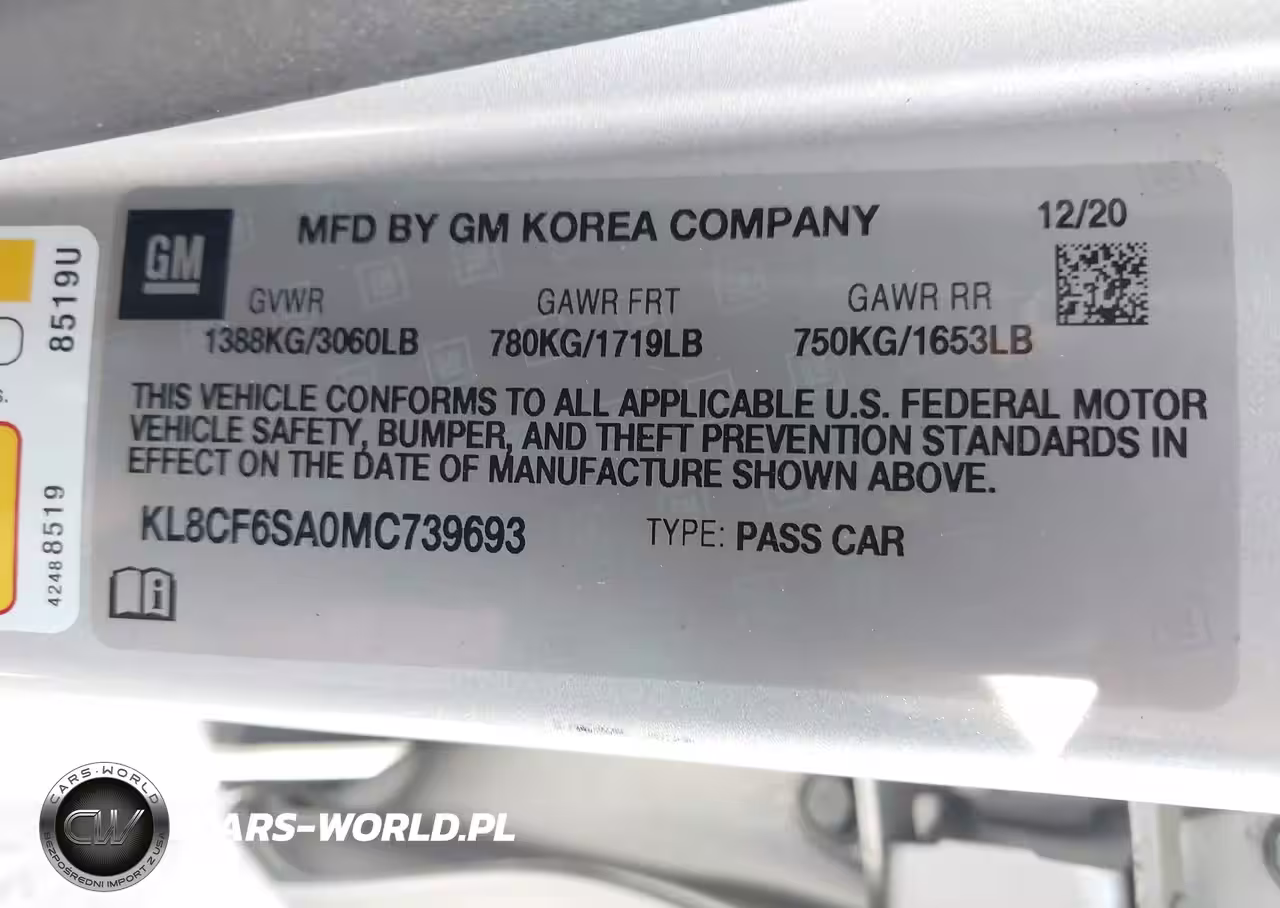 GM
MFD BY GM KOREA COMPANY
12/20
GVWR
GAWR FRT
GAWR RR
1388KG/3060LB
780KG/1719LB
750KG/1653LB
THIS VEHICLE CONFORMS TO ALL APPLICABLE U.S. FEDERAL MOTOR
VEHICLE SAFETY, BUMPER, AND THEFT PREVENTION STANDARDS IN
EFFECT ON THE DATE OF MANUFACTURE SHOWN ABOVE.
KL8CF6SA0MC739693
TYPE: PASS CAR
8519U
42488519
CARS-WORLD
CW
BEZPOŚREDNI IMPORT Z USA
CARS-WORLD.PL